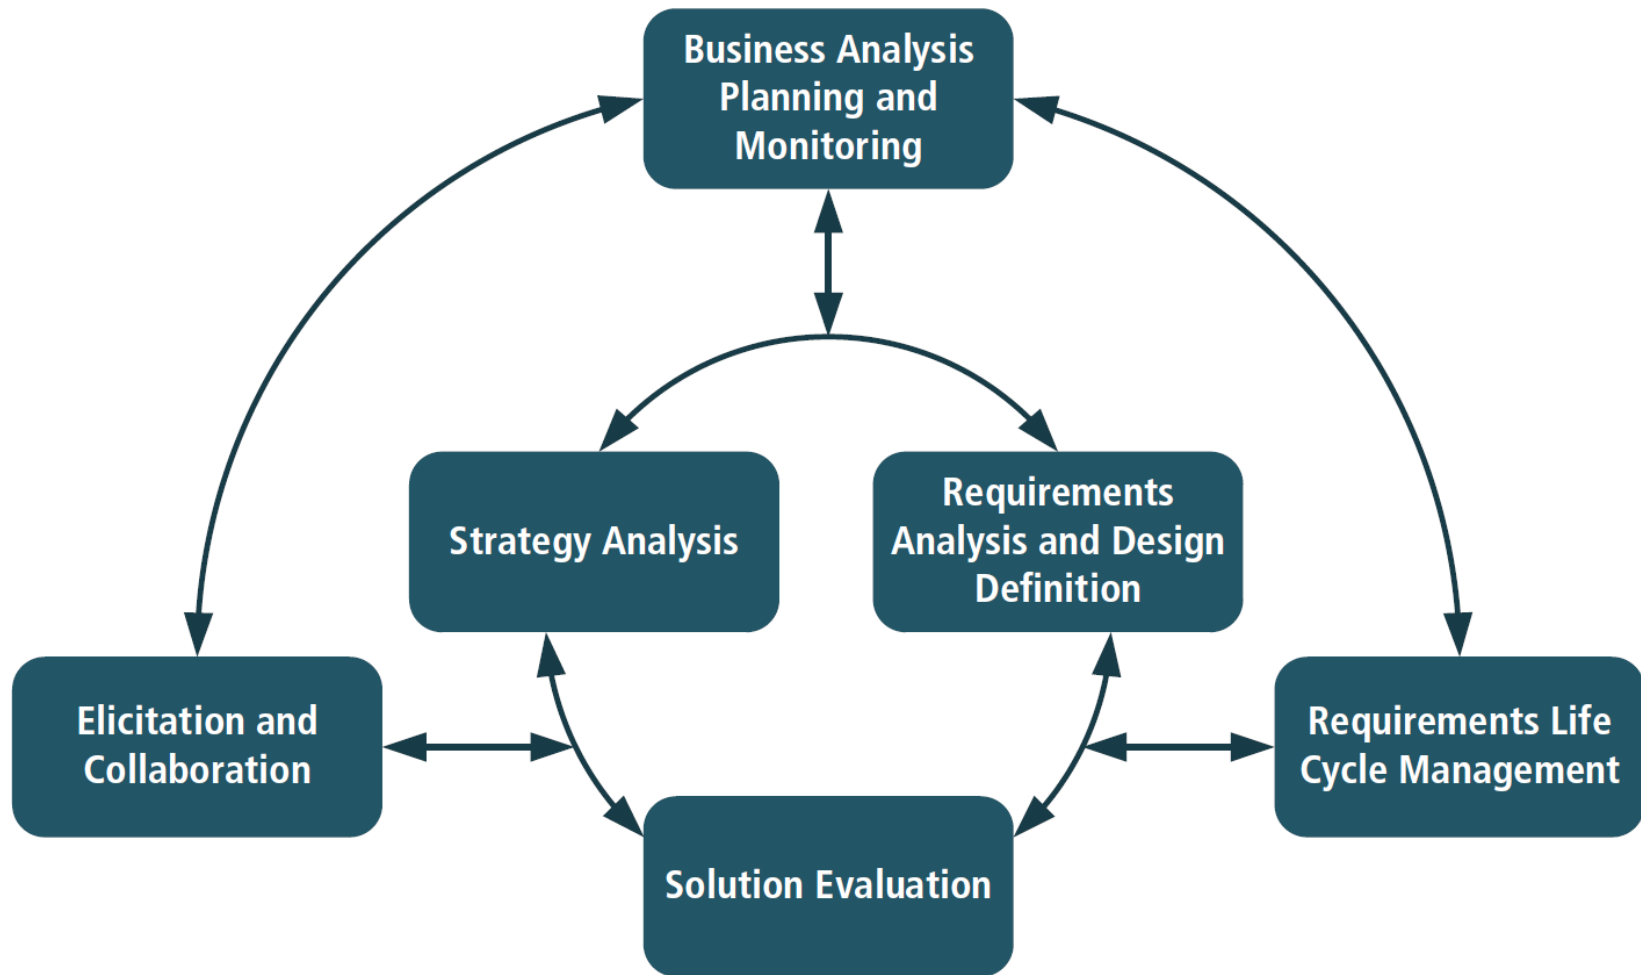 Business Analysis
Planning and
Monitoring
Strategy Analysis
Requirements
Analysis and Design
Definition
Elicitation and
Collaboration
Requirements Life
Cycle Management
Solution Evaluation